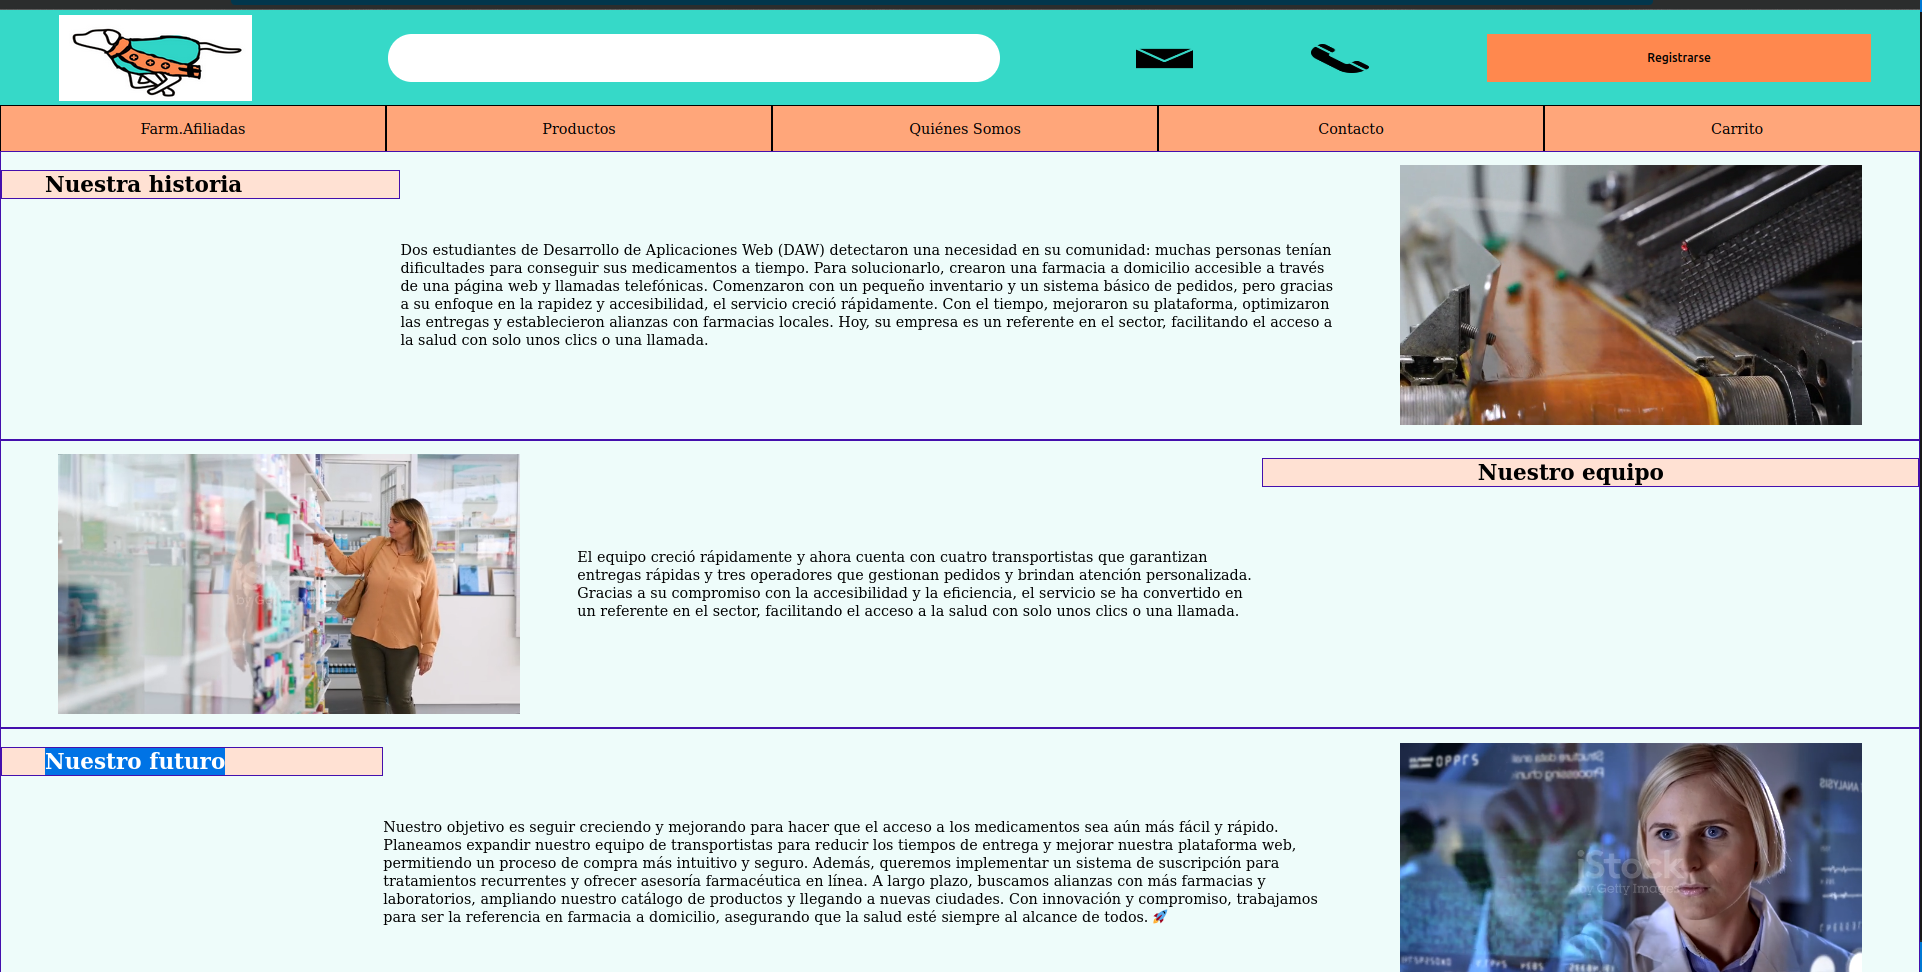 Registrarse
Farm.Afiliadas
Productos
Quiénes Somos
Contacto
Carrito
Nuestra historia
Dos estudiantes de Desarrollo de Aplicaciones Web (DAW) detectaron una necesidad en su comunidad: muchas personas tenían
dificultades para conseguir sus medicamentos a tiempo. Para solucionarlo, crearon una farmacia a domicilio accesible a través
de una página web y llamadas telefónicas. Comenzaron con un pequeño inventario y un sistema básico de pedidos, pero gracias
a su enfoque en la rapidez y accesibilidad, el servicio creció rápidamente. Con el tiempo, mejoraron su plataforma, optimizaron
las entregas y establecieron alianzas con farmacias locales. Hoy, su empresa es un referente en el sector, facilitando el acceso a
la salud con solo unos clics o una llamada.
Nuestro equipo
El equipo creció rápidamente y ahora cuenta con cuatro transportistas que garantizan
entregas rápidas y tres operadores que gestionan pedidos y brindan atención personalizada.
Gracias a su compromiso con la accesibilidad y la eficiencia, el servicio se ha convertido en
un referente en el sector, facilitando el acceso a la salud con solo unos clics o una llamada.
Nuestro futuro
Nuestro objetivo es seguir creciendo y mejorando para hacer que el acceso a los medicamentos sea aún más fácil y rápido.
Planeamos expandir nuestro equipo de transportistas para reducir los tiempos de entrega y mejorar nuestra plataforma web,
permitiendo un proceso de compra más intuitivo y seguro. Además, queremos implementar un sistema de suscripción para
tratamientos recurrentes y ofrecer asesoría farmacéutica en línea. A largo plazo, buscamos alianzas con más farmacias y
laboratorios, ampliando nuestro catálogo de productos y llegando a nuevas ciudades. Con innovación y compromiso, trabajamos
para ser la referencia en farmacia a domicilio, asegurando que la salud esté siempre al alcance de todos. 🚀
Structure data anal
Processing chun
ANALYSIS
iStock
by Getty Images